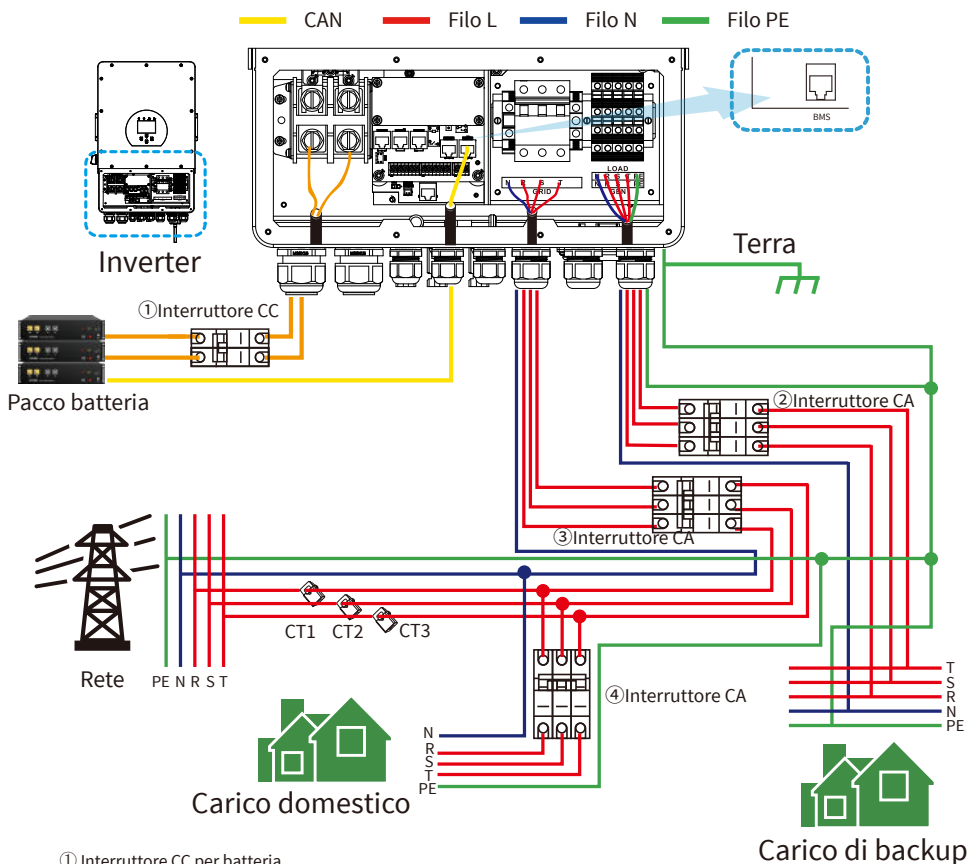 CAN Filo L Filo N Filo PE
BMS
LOAD
N R S T PE
N R S T
GRID
GEN
Inverter
Terra
①Interruttore CC
Pacco batteria
②Interruttore CA
③Interruttore CA
CT1 CT2 CT3
Rete
PE N R S T
④Interruttore CA
T
S
R
N
PE
N
R
S
T
PE
Carico domestico
Carico di backup
① Interruttore CC per batteria